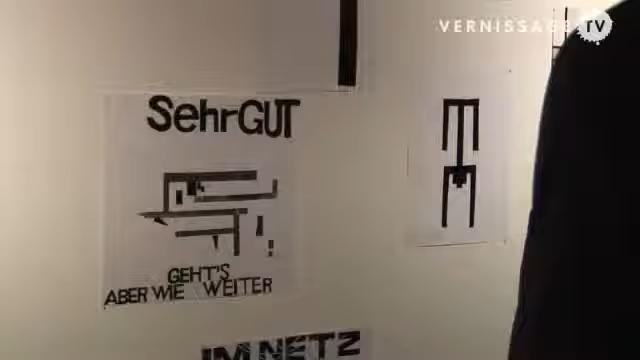 VERNISSAGE TV
SehrGUT
GEHT'S
ABER WIE WEITER
IM NETZ